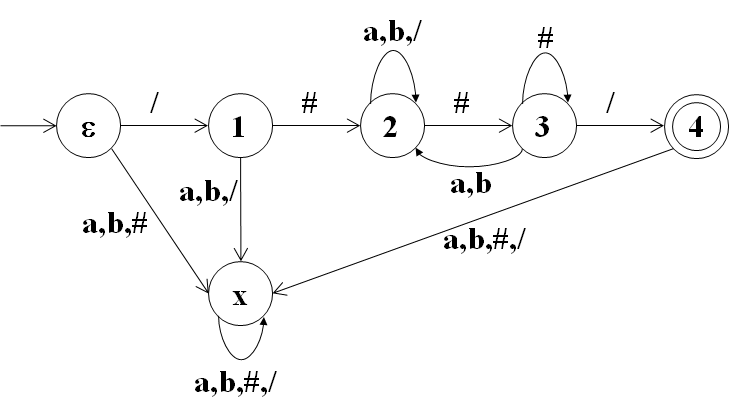 a,b,/
#
/
#
#
/
ε
1
2
3
4
a,b,/
a,b
a,b,#
a,b,#,/
x
a,b,#,/